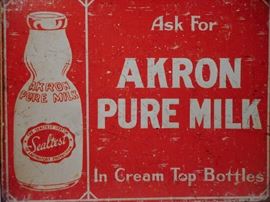 Ask For
AKRON
PURE MILK
In Cream Top Bottles
AKRON
PURE MILK
Sealtest